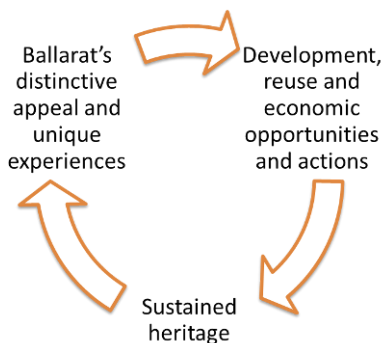 Ballarat's
distinctive
appeal and
unique
experiences
Development,
reuse and
economic
opportunities
and actions
Sustained
heritage